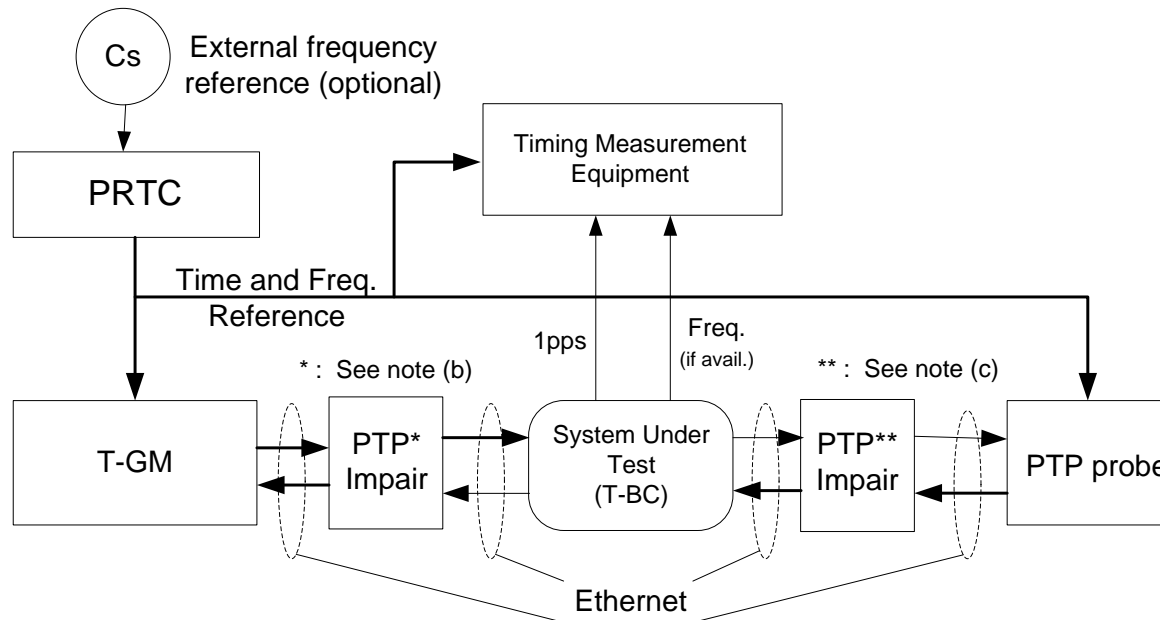 Cs
External frequency
reference (optional)
PRTC
Timing Measurement
Equipment
Time and Freq.
Reference
1pps
Freq.
(if avail.)
* : See note (b)
** : See note (c)
T-GM
PTP*
Impair
System Under
Test
(T-BC)
PTP**
Impair
PTP probe
Ethernet